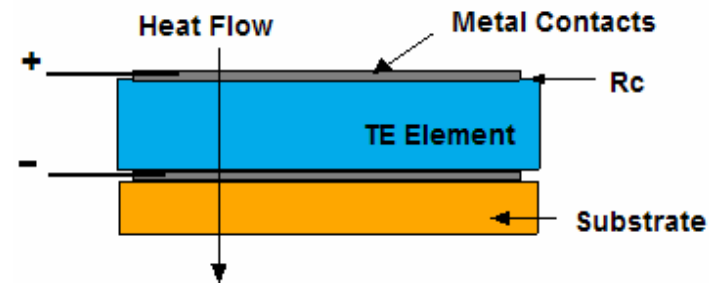 Heat Flow
Metal Contacts
+
Rc
TE Element
–
Substrate